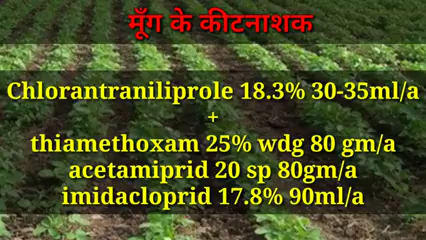 मूँग के कीटनाशक
Chlorantraniliprole 18.3% 30-35ml/a
+
thiamethoxam 25% wdg 80 gm/a
acetamiprid 20 sp 80gm/a
imidacloprid 17.8% 90ml/a